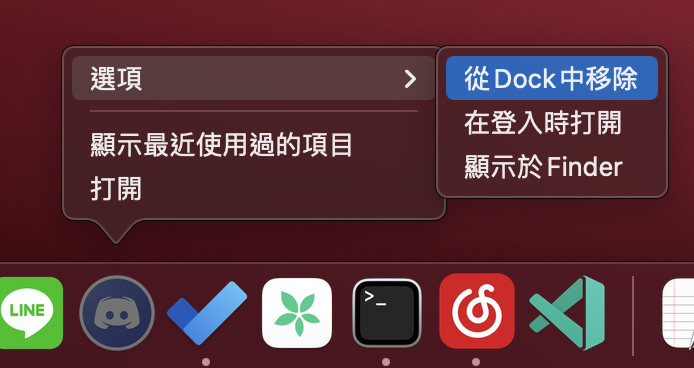 選項
從Dock中移除
在登入時打開
顯示於Finder
顯示最近使用過的項目
打開
LINE
>_